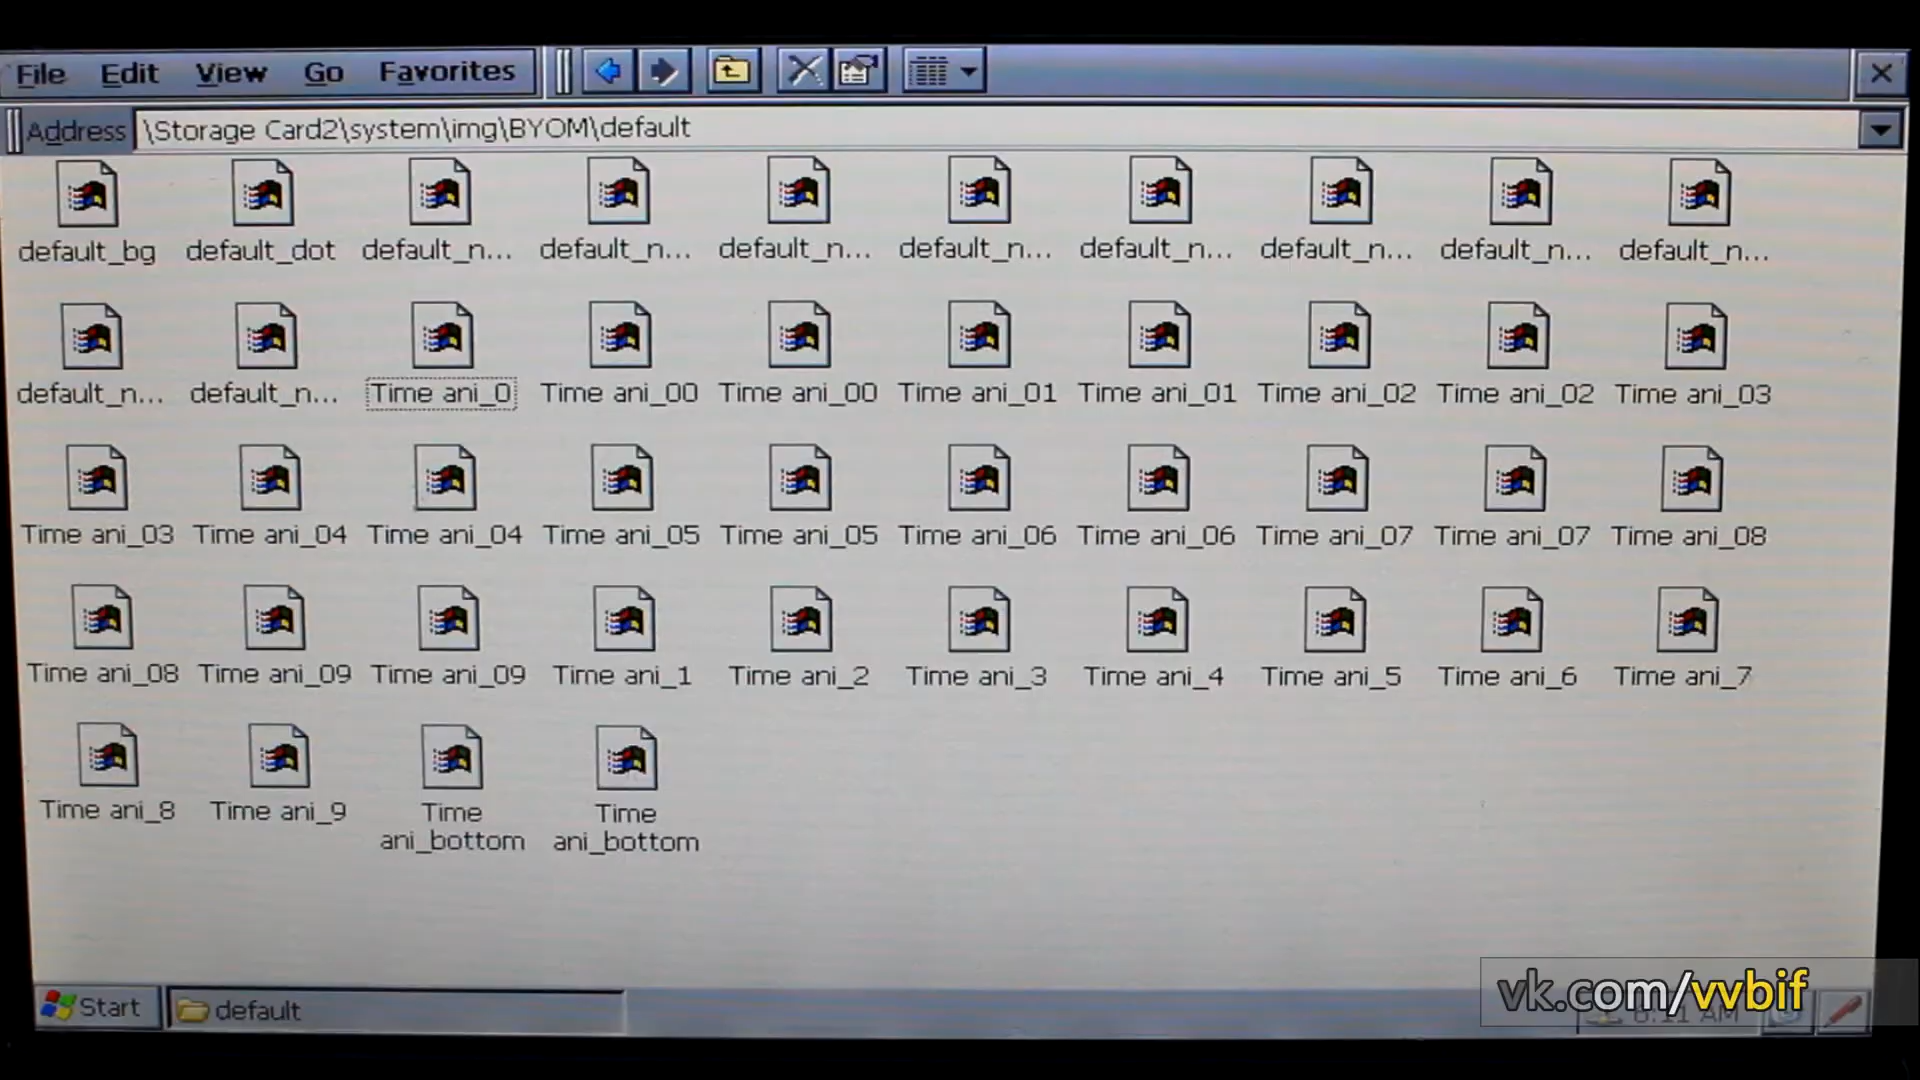 File Edit View Go Favorites
Address \Storage Card2\system\img\BYOM\default
default_bg default_dot default_n... default_n... default_n... default_n... default_n... default_n... default_n... default_n...
default_n... default_n... Time ani_0 Time ani_00 Time ani_00 Time ani_01 Time ani_01 Time ani_02 Time ani_02 Time ani_03
Time ani_03 Time ani_04 Time ani_04 Time ani_05 Time ani_05 Time ani_06 Time ani_06 Time ani_07 Time ani_07 Time ani_08
Time ani_08 Time ani_09 Time ani_09 Time ani_1 Time ani_2 Time ani_3 Time ani_4 Time ani_5 Time ani_6 Time ani_7
Time ani_8 Time ani_9 Time ani_bottom Time ani_bottom
Start default 6:11 AM
vk.com/vvbif